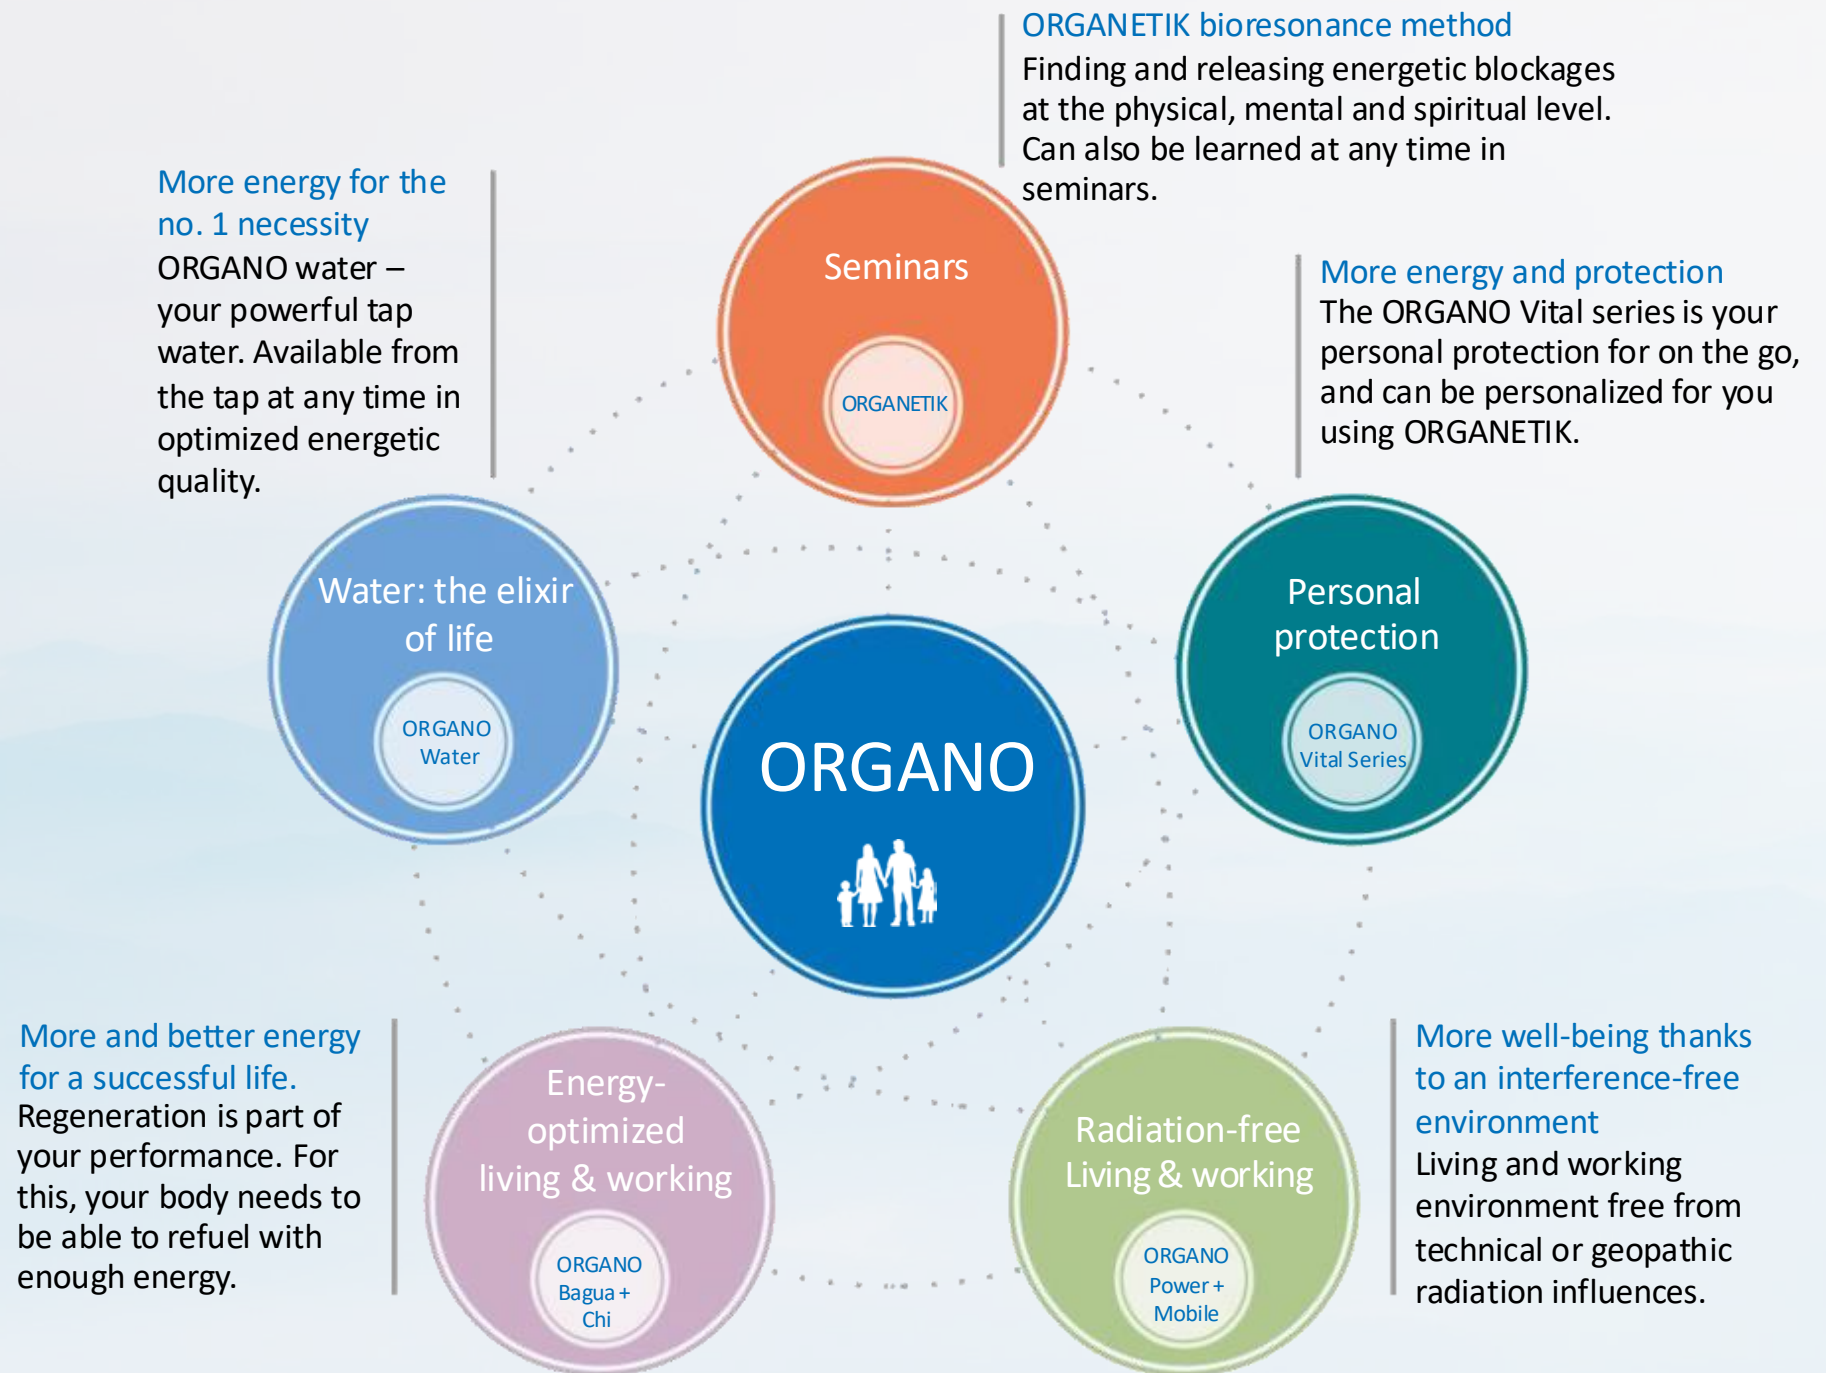 ORGANETIK bioresonance method
Finding and releasing energetic blockages
at the physical, mental and spiritual level.
Can also be learned at any time in
seminars.
More energy for the
no. 1 necessity
ORGANO water –
your powerful tap
water. Available from
the tap at any time in
optimized energetic
quality.
Seminars
ORGANETIK
More energy and protection
The ORGANO Vital series is your
personal protection for on the go,
and can be personalized for you
using ORGANETIK.
Water: the elixir
of life
ORGANO
Water
Personal
protection
ORGANO
Vital Series
ORGANO
More and better energy
for a successful life.
Regeneration is part of
your performance. For
this, your body needs to
be able to refuel with
enough energy.
Energy-
optimized
living & working
ORGANO
Bagua +
Chi
Radiation-free
Living & working
ORGANO
Power +
Mobile
More well-being thanks
to an interference-free
environment
Living and working
environment free from
technical or geopathic
radiation influences.